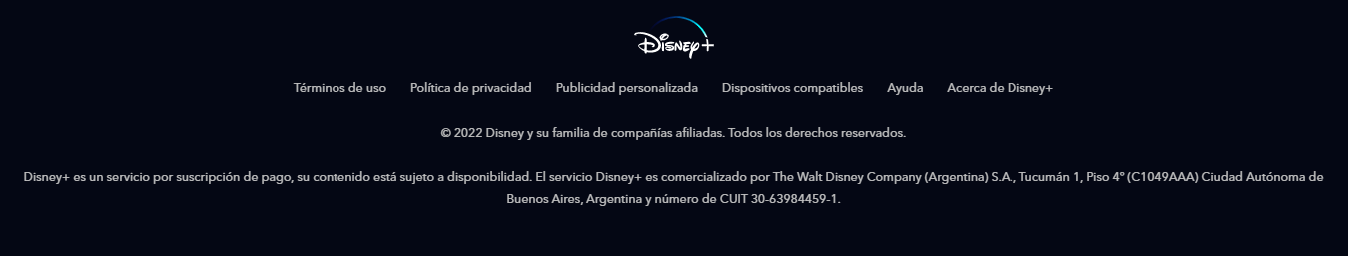 Disney+
Términos de uso Política de privacidad Publicidad personalizada Dispositivos compatibles Ayuda Acerca de Disney+
© 2022 Disney y su familia de compañías afiliadas. Todos los derechos reservados.
Disney+ es un servicio por suscripción de pago, su contenido está sujeto a disponibilidad. El servicio Disney+ es comercializado por The Walt Disney Company (Argentina) S.A., Tucumán 1, Piso 4º (C1049AAA) Ciudad Autónoma de
Buenos Aires, Argentina y número de CUIT 30-63984459-1.